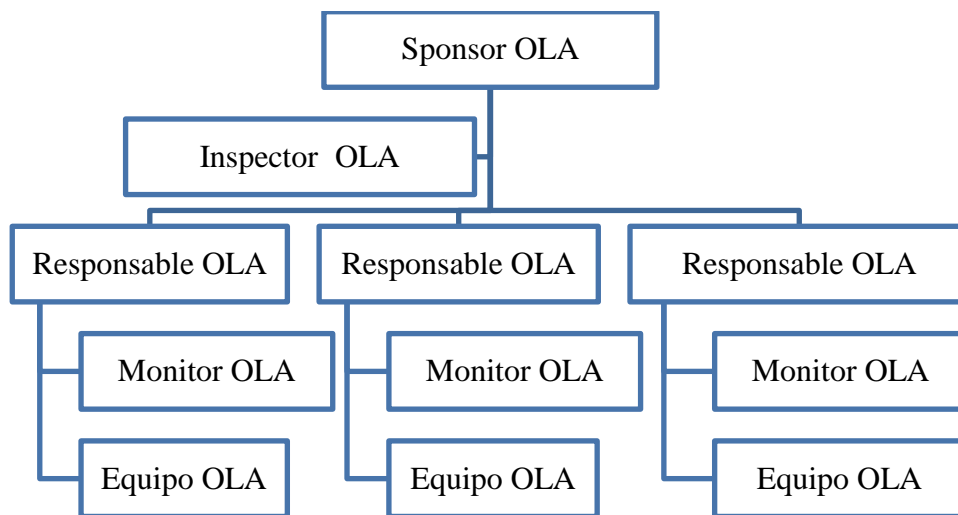 Sponsor OLA
Inspector OLA
Responsable OLA
Responsable OLA
Responsable OLA
Monitor OLA
Monitor OLA
Monitor OLA
Equipo OLA
Equipo OLA
Equipo OLA